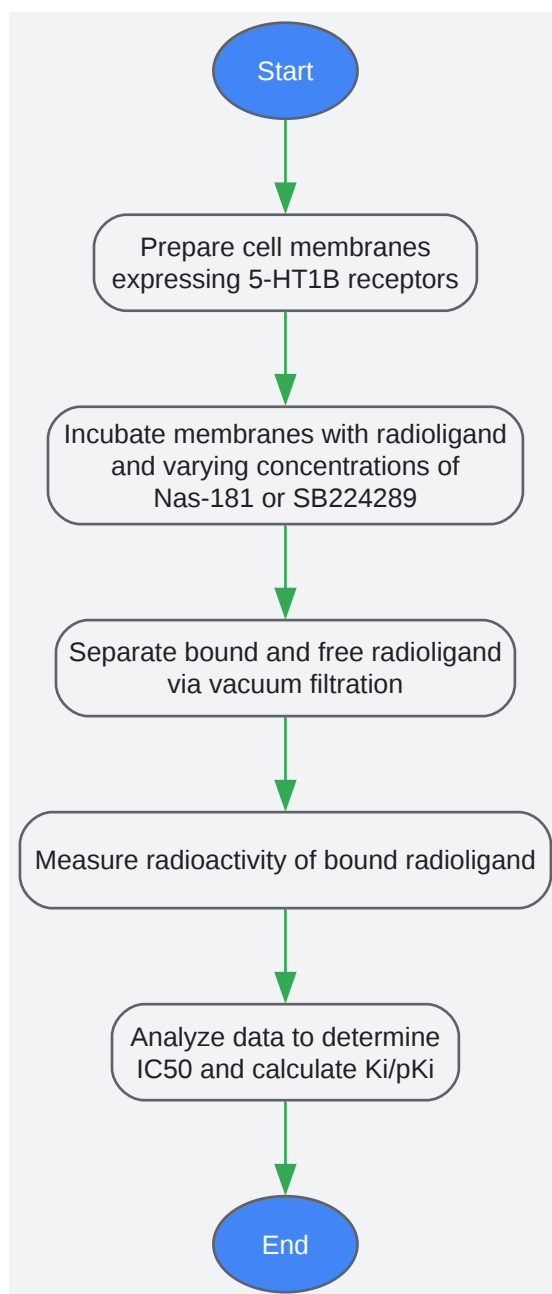 Start
Prepare cell membranes
expressing 5-HT1B receptors
Incubate membranes with radioligand
and varying concentrations of
Nas-181 or SB224289
Separate bound and free radioligand
via vacuum filtration
Measure radioactivity of bound radioligand
Analyze data to determine
IC50 and calculate Ki/pKi
End